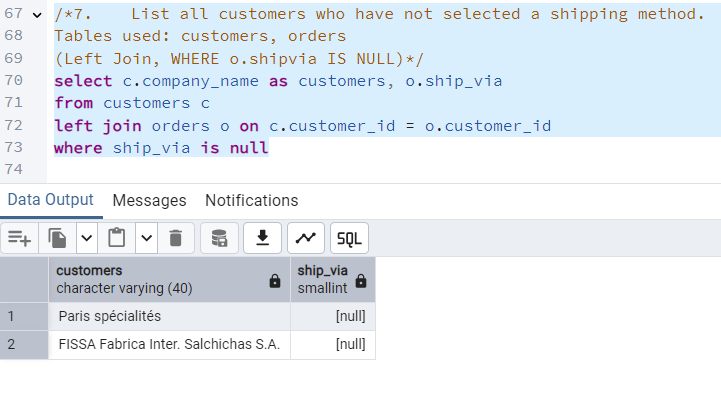 67 /*7. List all customers who have not selected a shipping method.
68 Tables used: customers, orders
69 (Left Join, WHERE o.shipvia IS NULL)*/
70 select c.company_name as customers, o.ship_via
71 from customers c
72 left join orders o on c.customer_id = o.customer_id
73 where ship_via is null
74
Data Output Messages Notifications
SQL
customers ship_via
character varying (40) smallint
1 Paris spécialités [null]
2 FISSA Fabrica Inter. Salchichas S.A. [null]